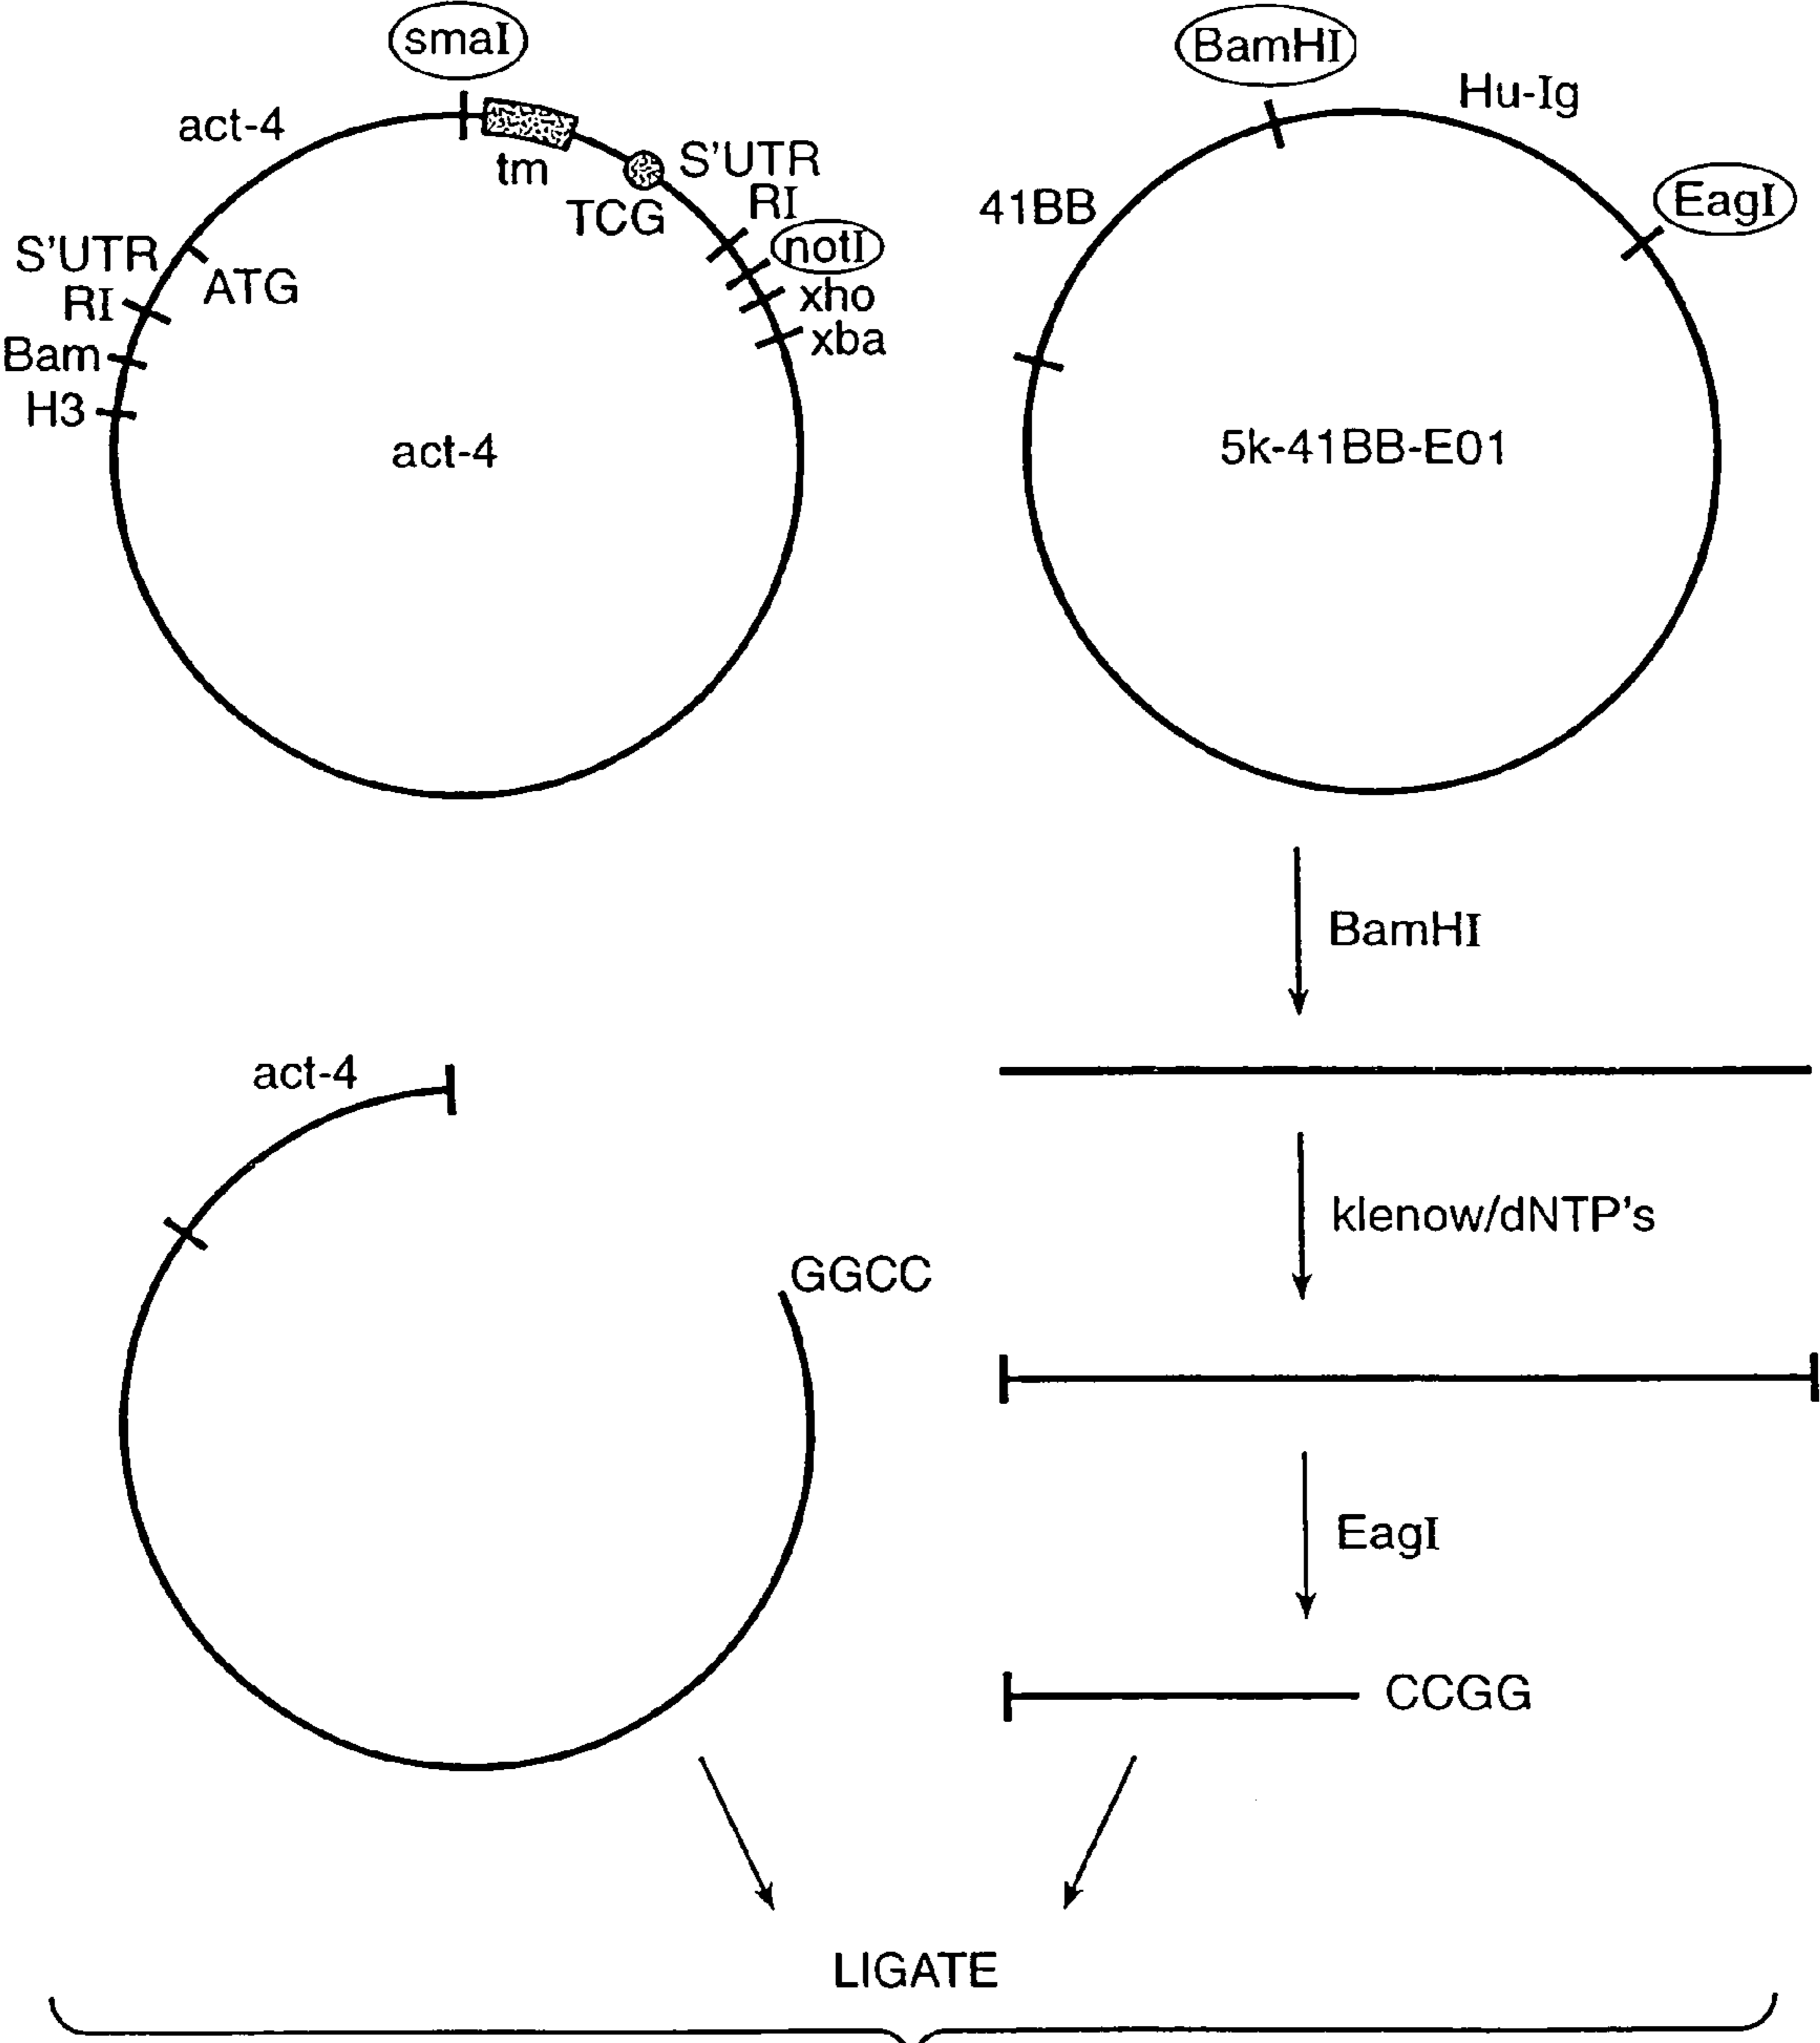 smaI
act-4
tm
S'UTR
TCG
RI
notI
xho
xba
S'UTR
ATG
RI
Bam
H3
act-4
BamHI
Hu-Ig
41BB
EagI
5k-41BB-E01
BamHI
act-4
klenow/dNTP's
GGCC
EagI
CCGG
LIGATE